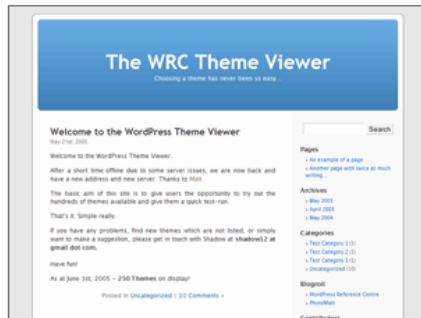 The WRC Theme Viewer
Choosing a theme has never been so easy...
Welcome to the WordPress Theme Viewer
May 21st, 2005
Welcome to the WordPress Theme Viewer.
After a short time offline due to some server issues, we are now back and
have a new address and new server. Thanks to Matt
The basic aim of this site is to give users the opportunity to try out the
hundreds of themes available and give them a quick test-run.
That's it. Simple really.
If you have any problems, find new themes which are not listed, or simply
want to make a suggestion, please get in touch with Shadow at shadow12 at
gmail dot com.
Have fun!
As at June 1st, 2005 – 250 Themes on display!
Posted in Uncategorized | 10 Comments »
Search
Pages
» An example of a page
» Another page with twice as much
writing...
Archives
» May 2005
» April 2005
» May 2004
Categories
» Test Category 1 (1)
» Test Category 2 (1)
» Test Category 3 (1)
» Uncategorized (10)
Blogroll
» WordPress Reference Centre
» PhotoMatt